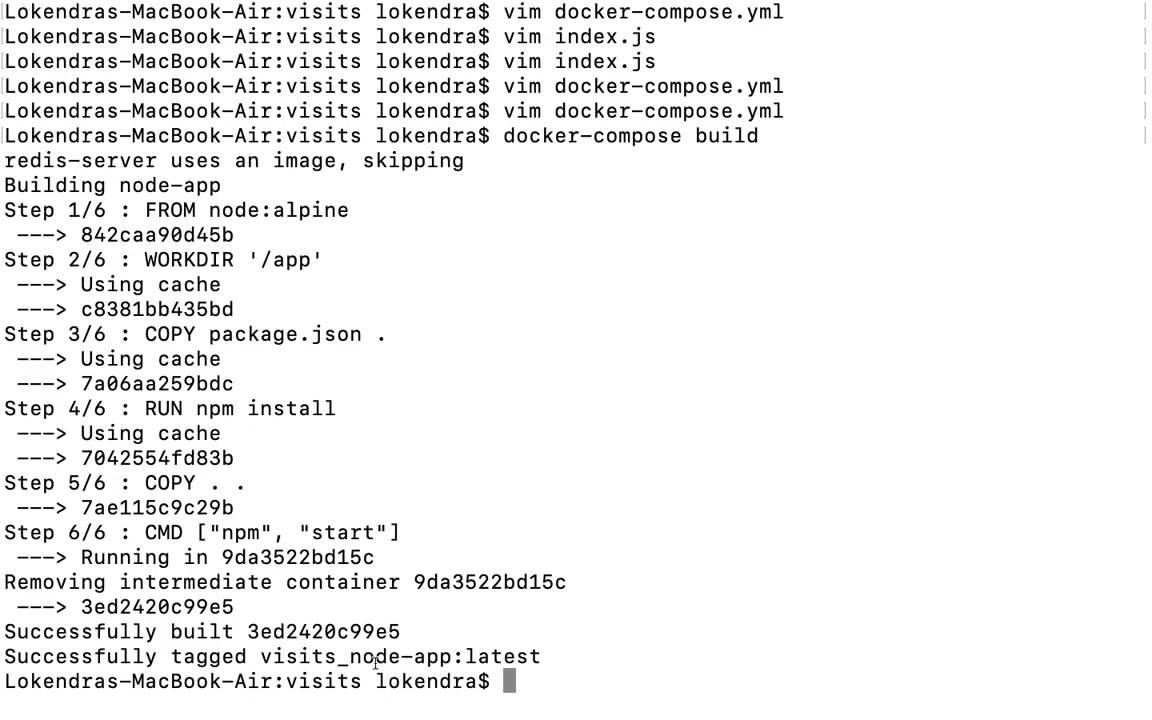 Lokendras-MacBook-Air:visits lokendra$ vim docker-compose.yml
Lokendras-MacBook-Air:visits lokendra$ vim index.js
Lokendras-MacBook-Air:visits lokendra$ vim index.js
Lokendras-MacBook-Air:visits lokendra$ vim docker-compose.yml
Lokendras-MacBook-Air:visits lokendra$ vim docker-compose.yml
Lokendras-MacBook-Air:visits lokendra$ docker-compose build
redis-server uses an image, skipping
Building node-app
Step 1/6 : FROM node:alpine
 ---> 842caa90d45b
Step 2/6 : WORKDIR '/app'
 ---> Using cache
 ---> c8381bb435bd
Step 3/6 : COPY package.json .
 ---> Using cache
 ---> 7a06aa259bdc
Step 4/6 : RUN npm install
 ---> Using cache
 ---> 7042554fd83b
Step 5/6 : COPY . .
 ---> 7ae115c9c29b
Step 6/6 : CMD ["npm", "start"]
 ---> Running in 9da3522bd15c
Removing intermediate container 9da3522bd15c
 ---> 3ed2420c99e5
Successfully built 3ed2420c99e5
Successfully tagged visits_node-app:latest
Lokendras-MacBook-Air:visits lokendra$